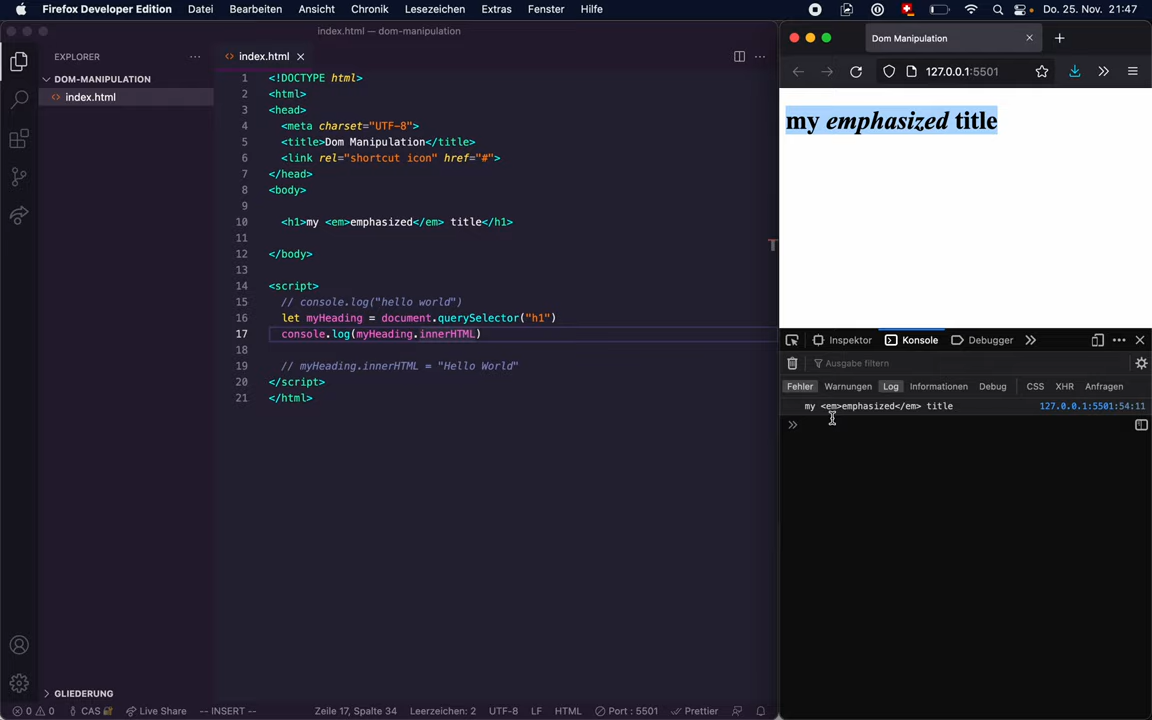 Firefox Developer Edition Datei Bearbeiten Ansicht Chronik Lesezeichen Extras Fenster Hilfe Do. 25. Nov. 21:47
index.html — dom-manipulation
Dom Manipulation
EXPLORER
index.html
127.0.0.1:5501
DOM-MANIPULATION
index.html
1 <!DOCTYPE html>
2 <html>
3 <head>
4 <meta charset="UTF-8">
5 <title>Dom Manipulation</title>
6 <link rel="shortcut icon" href="#">
7 </head>
8 <body>
9
10 <h1>my <em>emphasized</em> title</h1>
11
12 </body>
13
14 <script>
15 // console.log("hello world")
16 let myHeading = document.querySelector("h1")
17 console.log(myHeading.innerHTML)
18
19 // myHeading.innerHTML = "Hello World"
20 </script>
21 </html>
my emphasized title
Inspektor Konsole Debugger
Ausgabe filtern
Fehler Warnungen Log Informationen Debug CSS XHR Anfragen
my <em>emphasized</em> title 127.0.0.1:5501:54:11
GLIEDERUNG
0 0 CAS Live Share -- INSERT -- Zeile 17, Spalte 34 Leerzeichen: 2 UTF-8 LF HTML Port : 5501 Prettier